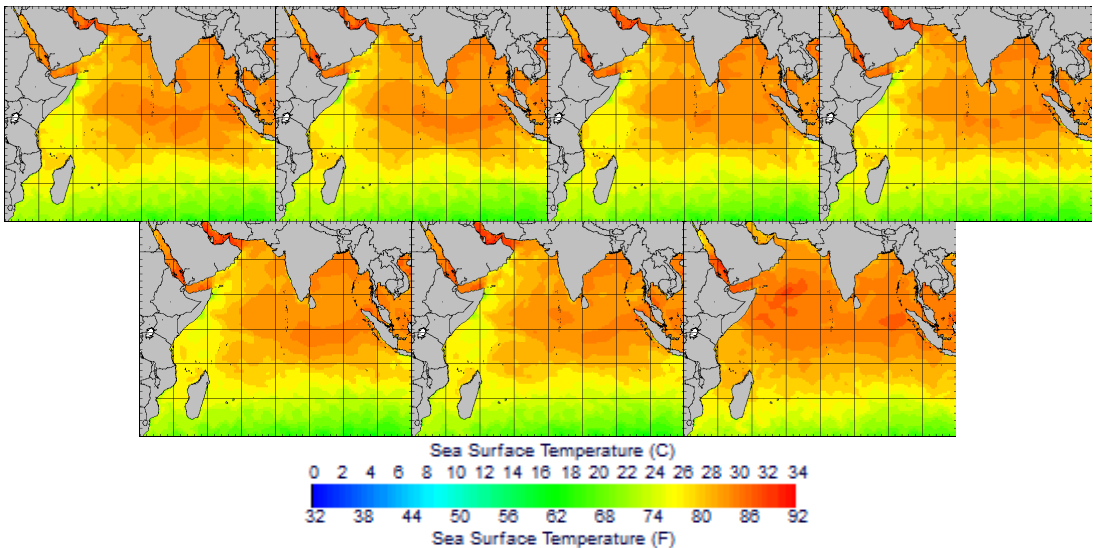 Sea Surface Temperature (C)
0 2 4 6 8 10 12 14 16 18 20 22 24 26 28 30 32 34
32 38 44 50 56 62 68 74 80 86 92
Sea Surface Temperature (F)